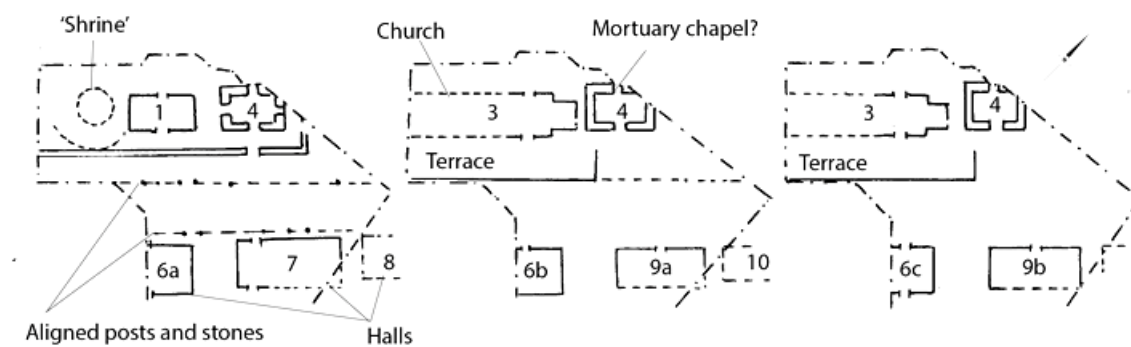 'Shrine'
Church
Mortuary chapel?
1
4
3
4
3
4
Terrace
Terrace
6a
7
8
6b
9a
10
6c
9b
Aligned posts and stones
Halls